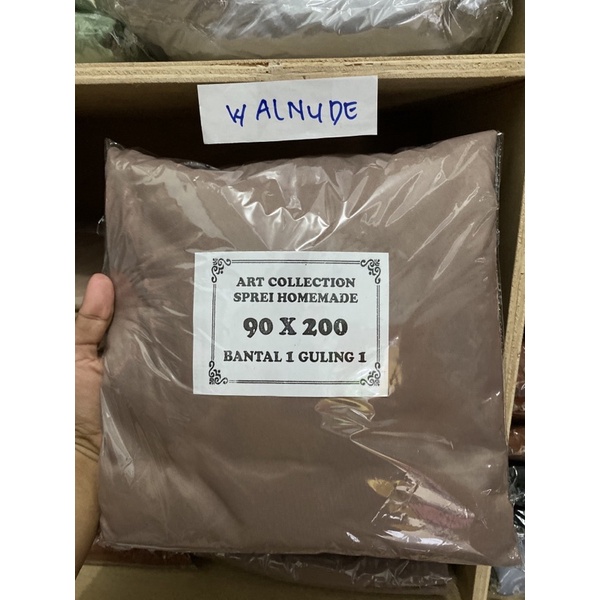 WALNUDE
ART COLLECTION
SPREI HOMEMADE
90 X 200
BANTAL 1 GULING 1